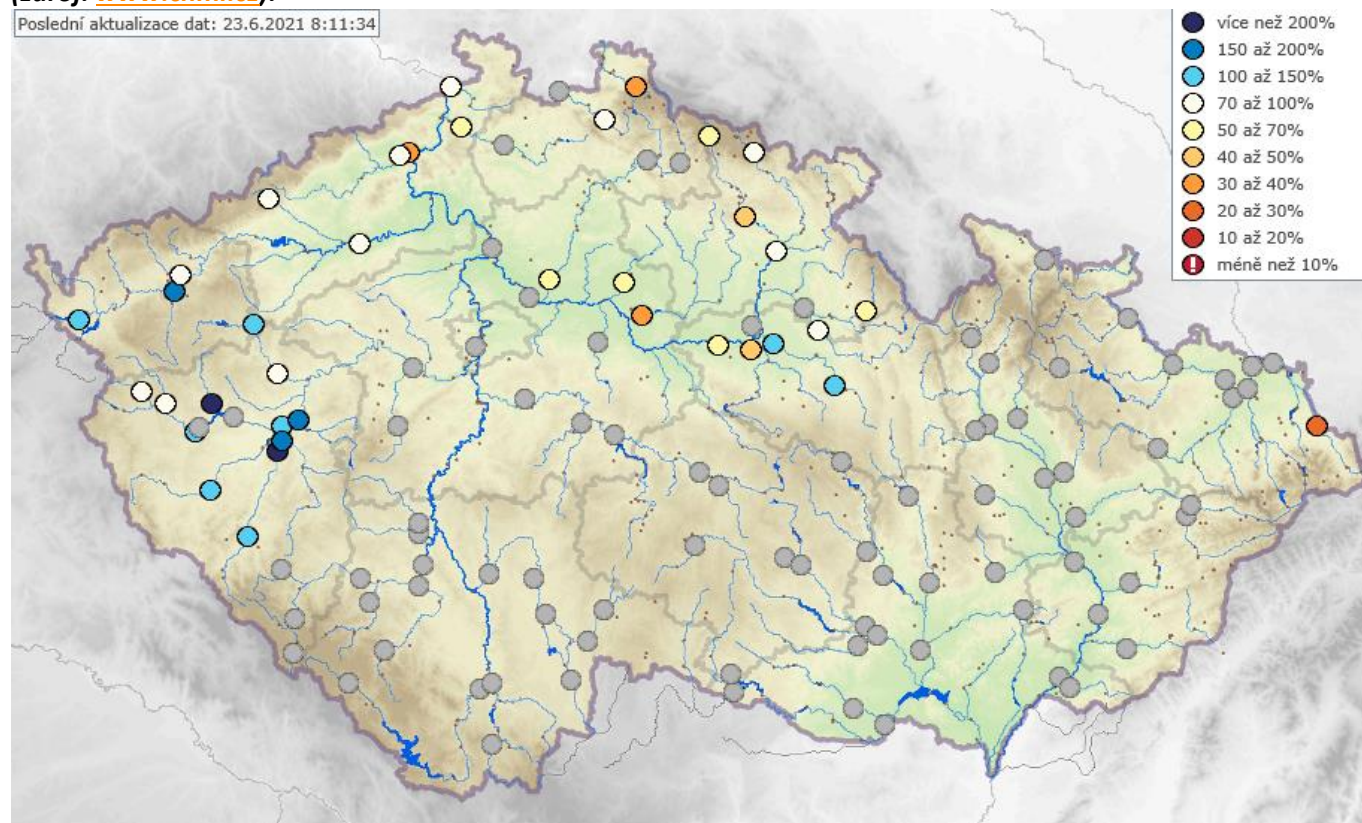 Poslední aktualizace dat: 23.6.2021 8:11:34
více než 200%
150 až 200%
100 až 150%
70 až 100%
50 až 70%
40 až 50%
30 až 40%
20 až 30%
10 až 20%
méně než 10%